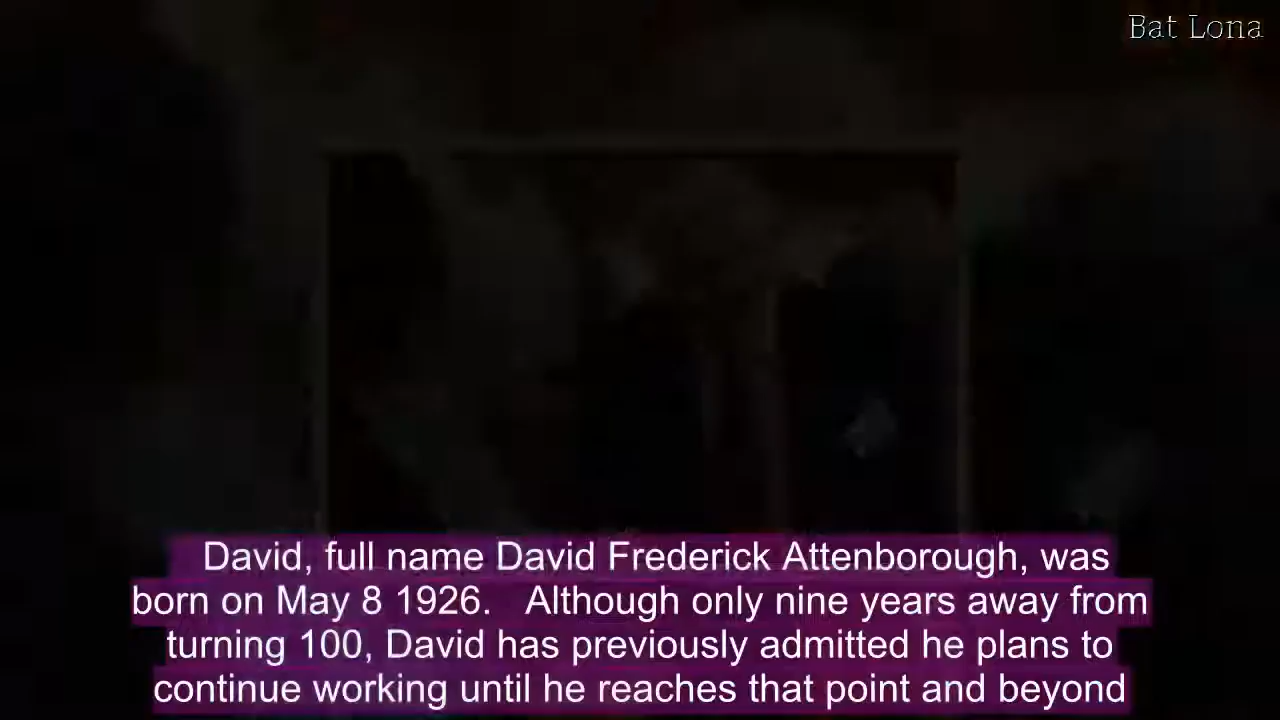 Bat Lona
David, full name David Frederick Attenborough, was
born on May 8 1926.   Although only nine years away from
turning 100, David has previously admitted he plans to
continue working until he reaches that point and beyond